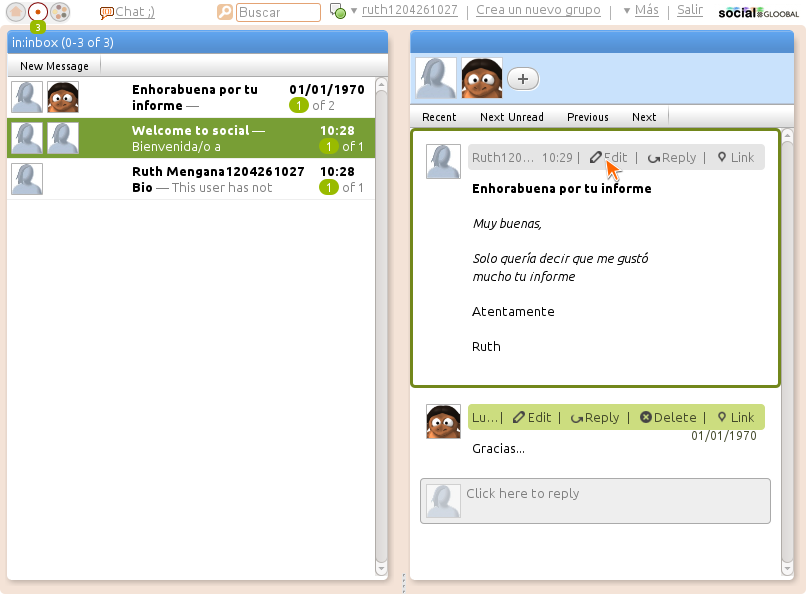 Chat ;)
Buscar
ruth1204261027
Crea un nuevo grupo
Más
Salir
social GLOOBAL
3
in:inbox (0-3 of 3)
New Message
Enhorabuena por tu informe —
01/01/1970
1 of 2
Welcome to social —
Bienvenida/o a
10:28
1 of 1
Ruth Mengana1204261027
Bio — This user has not
10:28
1 of 1
+
Recent Next Unread Previous Next
Ruth120... 10:29 | Edit | Reply | Link
Enhorabuena por tu informe
Muy buenas,
Solo quería decir que me gustó
mucho tu informe
Atentamente
Ruth
Lu... | Edit | Reply | Delete | Link
01/01/1970
Gracias...
Click here to reply